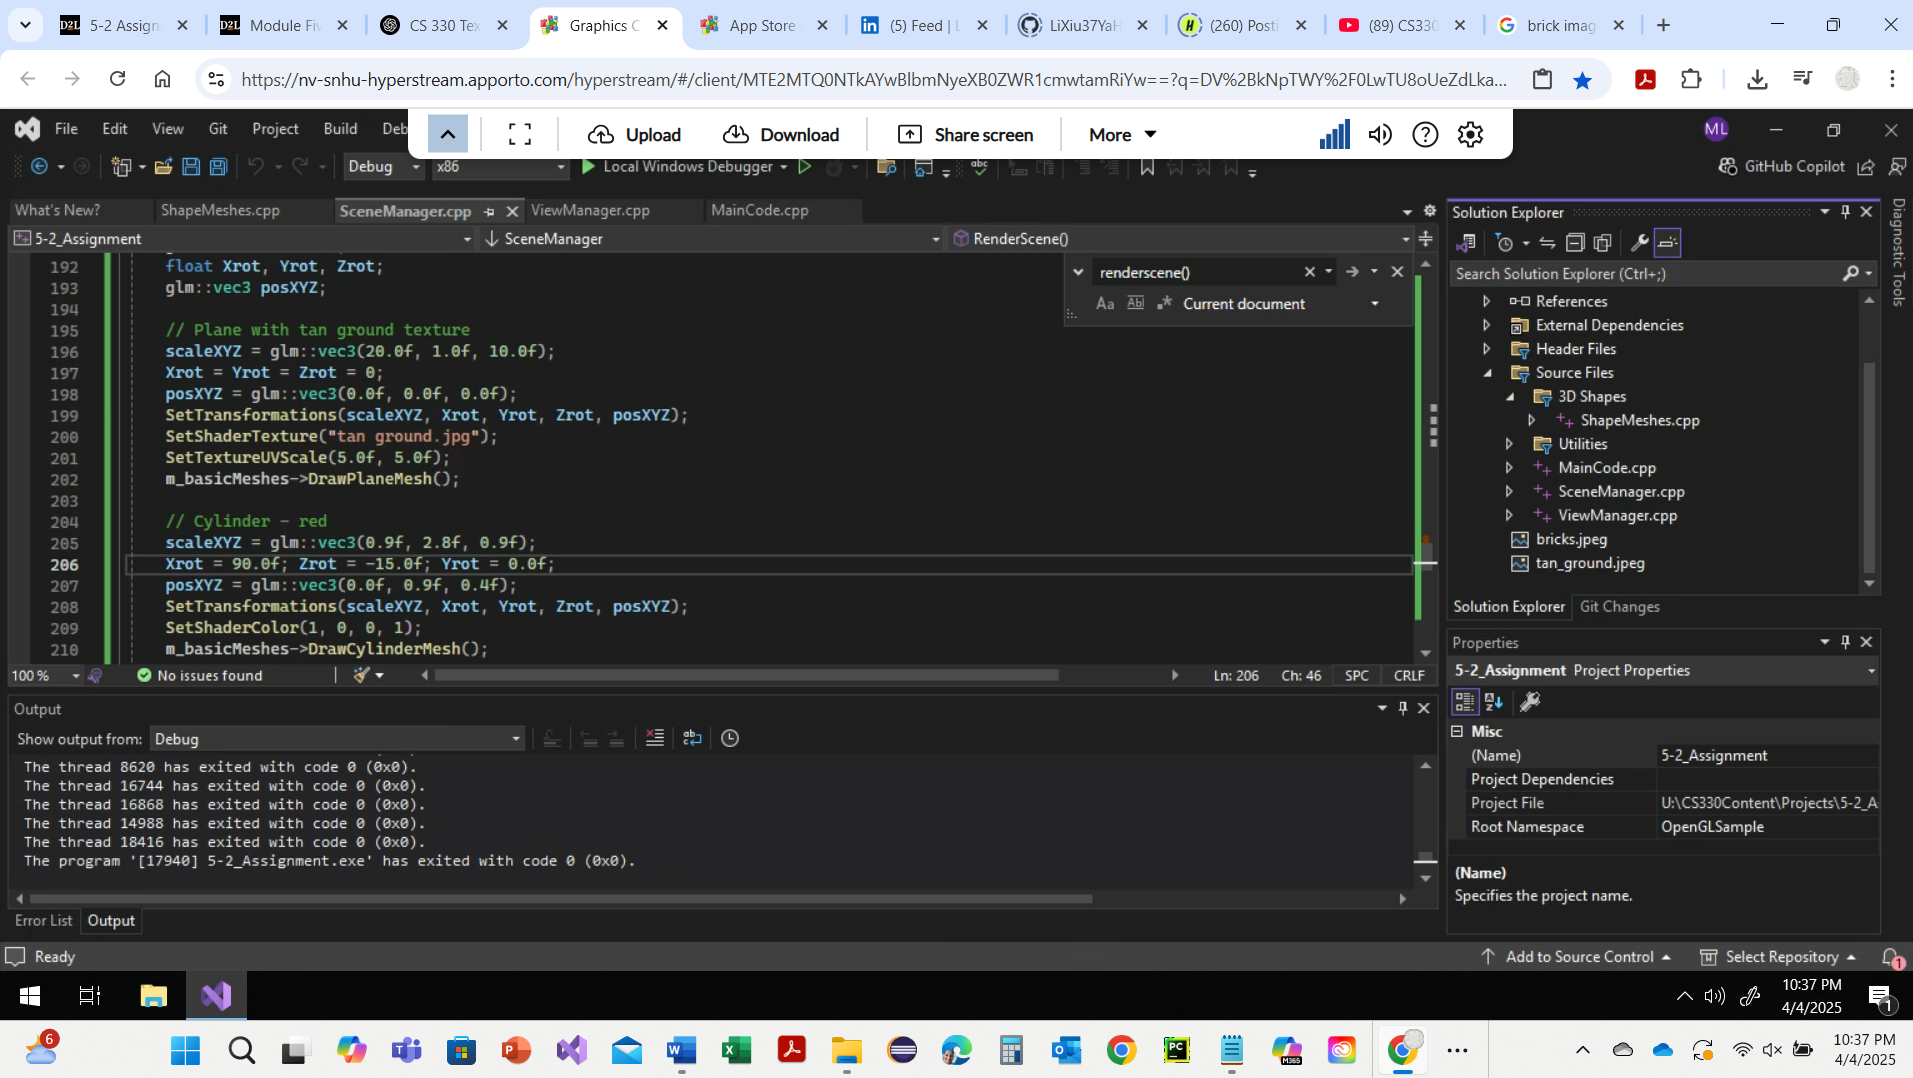 5-2 Assign
Module Fiv
CS 330 Tex
Graphics C
App Store
(5) Feed | L
LiXiu37YaH
(260) Posti
(89) CS330
brick imag
https://nv-snhu-hyperstream.apporto.com/hyperstream/#/client/MTE2MTQ0NTkAYwBlbmNyeXB0ZWR1cmwtamRiYw==?q=DV%2BkNpTWY%2F0LwTU8oUeZdLka...
File Edit View Git Project Build Deb
Upload Download Share screen More
ML
Debug x86 Local Windows Debugger
GitHub Copilot
What's New? ShapeMeshes.cpp SceneManager.cpp ViewManager.cpp MainCode.cpp
5-2_Assignment SceneManager RenderScene()
renderscene()
Current document
192 float Xrot, Yrot, Zrot;
193 glm::vec3 posXYZ;
194
195 // Plane with tan ground texture
196 scaleXYZ = glm::vec3(20.0f, 1.0f, 10.0f);
197 Xrot = Yrot = Zrot = 0;
198 posXYZ = glm::vec3(0.0f, 0.0f, 0.0f);
199 SetTransformations(scaleXYZ, Xrot, Yrot, Zrot, posXYZ);
200 SetShaderTexture("tan ground.jpg");
201 SetTextureUVScale(5.0f, 5.0f);
202 m_basicMeshes->DrawPlaneMesh();
203
204 // Cylinder - red
205 scaleXYZ = glm::vec3(0.9f, 2.8f, 0.9f);
206 Xrot = 90.0f; Zrot = -15.0f; Yrot = 0.0f;
207 posXYZ = glm::vec3(0.0f, 0.9f, 0.4f);
208 SetTransformations(scaleXYZ, Xrot, Yrot, Zrot, posXYZ);
209 SetShaderColor(1, 0, 0, 1);
210 m_basicMeshes->DrawCylinderMesh();
100 % No issues found Ln: 206 Ch: 46 SPC CRLF
Output
Show output from: Debug
The thread 8620 has exited with code 0 (0x0).
The thread 16744 has exited with code 0 (0x0).
The thread 16868 has exited with code 0 (0x0).
The thread 14988 has exited with code 0 (0x0).
The thread 18416 has exited with code 0 (0x0).
The program '[17940] 5-2_Assignment.exe' has exited with code 0 (0x0).
Error List Output
Solution Explorer
Search Solution Explorer (Ctrl+;)
References
External Dependencies
Header Files
Source Files
3D Shapes
ShapeMeshes.cpp
Utilities
MainCode.cpp
SceneManager.cpp
ViewManager.cpp
bricks.jpeg
tan_ground.jpeg
Solution Explorer Git Changes
Properties
5-2_Assignment Project Properties
Misc
(Name) 5-2_Assignment
Project Dependencies
Project File U:\CS330Content\Projects\5-2_A
Root Namespace OpenGLSample
(Name)
Specifies the project name.
Diagnostic Tools
Ready Add to Source Control Select Repository 1
10:37 PM
4/4/2025
1
6
10:37 PM
4/4/2025